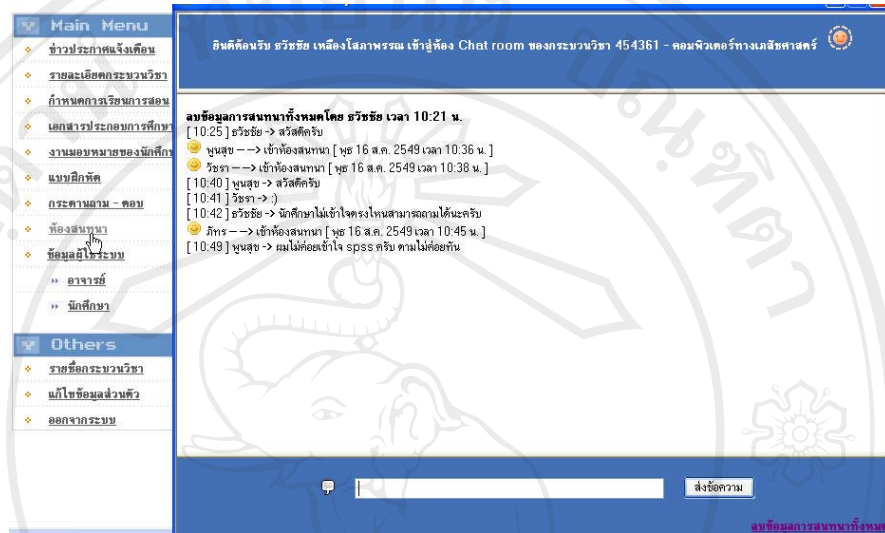 Main Menu
ข่าวประกาศแจ้งเตือน
รายละเอียดกระบวนวิชา
กำหนดการเรียนการสอน
เอกสารประกอบการศึกษา
งานมอบหมายของนักศึกษ
แบบฝึกหัด
กระดานถาม - ตอบ
ห้องสนทนา
ข้อมูลผู้ใช้ระบบ
อาจารย์
นักศึกษา
Others
รายชื่อกระบวนวิชา
แก้ไขข้อมูลส่วนตัว
ออกจากระบบ
ยินดีต้อนรับ ธวัชชัย เหลืองโสภาพรรณ เข้าสู่ห้อง Chat room ของกระบวนวิชา 454361 - คอมพิวเตอร์ทางเภสัชศาสตร์
ลบข้อมูลการสนทนาทั้งหมดโดย ธวัชชัย เวลา 10:21 น.
[ 10:25 ] ธวัชชัย -> สวัสดีครับ
พูนสุข ——> เข้าห้องสนทนา [ พุธ 16 ส.ค. 2549 เวลา 10:36 น. ]
วัชรา ——> เข้าห้องสนทนา [ พุธ 16 ส.ค. 2549 เวลา 10:38 น. ]
[ 10:40 ] พูนสุข -> สวัสดีครับ
[ 10:41 ] วัชรา -> :)
[ 10:42 ] ธวัชชัย -> นักศึกษาไม่เข้าใจตรงไหนสามารถถามได้นะครับ
ภัทร ——> เข้าห้องสนทนา [ พุธ 16 ส.ค. 2549 เวลา 10:45 น. ]
[ 10:49 ] พูนสุข -> ผมไม่ค่อยเข้าใจ spss ครับ ตามไม่ค่อยทัน
ส่งข้อความ
ลบข้อมูลการสนทนาทั้งหมด